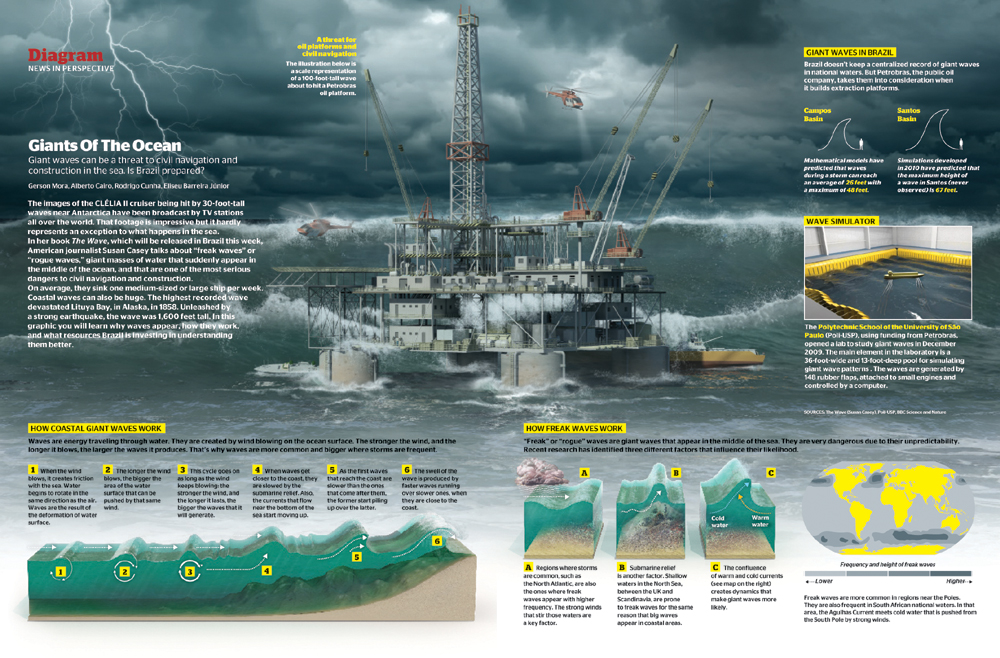 Diagram
NEWS IN PERSPECTIVE
A threat for
oil platforms and
civil navigation
The illustration below is
a scale representation
of a 100-foot-tall wave
about to hit a Petrobras
oil platform.
Giants Of The Ocean
Giant waves can be a threat to civil navigation and
construction in the sea. Is Brazil prepared?
Gerson Mora, Alberto Cairo, Rodrigo Cunha, Eliseu Barreira Júnior
The images of the CLÉLIA II cruiser being hit by 30-foot-tall
waves near Antarctica have been broadcast by TV stations
all over the world. That footage is impressive but it hardly
represents an exception to what happens in the sea.
In her book The Wave, which will be released in Brazil this week,
American journalist Susan Casey talks about "freak waves" or
"rogue waves," giant masses of water that suddenly appear in
the middle of the ocean, and that are one of the most serious
dangers to civil navigation and construction.
On average, they sink one medium-sized or large ship per week.
Coastal waves can also be huge. The highest recorded wave
devastated Lituya Bay, in Alaska, in 1958. Unleashed by
a strong earthquake, the wave was 1,600 feet tall. In this
graphic you will learn why waves appear, how they work,
and what resources Brazil is investing in understanding
them better.
GIANT WAVES IN BRAZIL
Brazil doesn't keep a centralized record of giant waves
in national waters. But Petrobras, the public oil
company, takes them into consideration when
it builds extraction platforms.
Campos
Basin
Mathematical models have
predicted that waves
during a storm can reach
an average of 26 feet with
a maximum of 48 feet.
Santos
Basin
Simulations developed
in 2010 have predicted that
the maximum height of
a wave in Santos (never
observed) is 67 feet.
WAVE SIMULATOR
The Polytechnic School of the University of São
Paulo (Poli-USP), using funding from Petrobras,
opened a lab to study giant waves in December
2009. The main element in the laboratory is a
36-foot-wide and 13-foot-deep pool for simulating
giant wave patterns . The waves are generated by
148 rubber flaps, attached to small engines and
controlled by a computer.
SOURCES: The Wave (Susan Casey), Poli-USP, BBC Science and Nature
HOW COASTAL GIANT WAVES WORK
Waves are energy traveling through water. They are created by wind blowing on the ocean surface. The stronger the wind, and the
longer it blows, the larger the waves it produces. That's why waves are more common and bigger where storms are frequent.
1 When the wind
blows, it creates friction
with the sea. Water
begins to rotate in the
same direction as the air.
Waves are the result of
the deformation of water
surface.
2 The longer the wind
blows, the bigger the
area of the water
surface that can be
pushed by that same
wind.
3 This cycle goes on
as long as the wind
keeps blowing: the
stronger the wind, and
the longer it lasts, the
bigger the waves that it
will generate.
4 When waves get
closer to the coast, they
are slowed by the
submarine relief. Also,
the currents that flow
near the bottom of the
sea start moving up.
5 As the first waves
that reach the coast are
slower than the ones
that come after them,
the former start piling
up over the latter.
6 The swell of the
wave is produced by
faster waves running
over slower ones, when
they are close to the
coast.
1
2
3
4
5
6
HOW FREAK WAVES WORK
"Freak" or "rogue" waves are giant waves that appear in the middle of the sea. They are very dangerous due to their unpredictability.
Recent research has identified three different factors that influence their likelihood.
A
B
C
Cold
water
Warm
water
A Regions where storms
are common, such as
the North Atlantic, are also
the ones where freak
waves appear with higher
frequency. The strong winds
that stir those waters are
a key factor.
B Submarine relief
is another factor. Shallow
waters in the North Sea,
between the UK and
Scandinavia, are prone
to freak waves for the same
reason that big waves
appear in coastal areas.
C The confluence
of warm and cold currents
(see map on the right)
creates dynamics that
make giant waves more
likely.
Frequency and height of freak waves
Lower
Higher
Freak waves are more common in regions near the Poles.
They are also frequent in South African national waters. In that
area, the Agulhas Current meets cold water that is pushed from
the South Pole by strong winds.